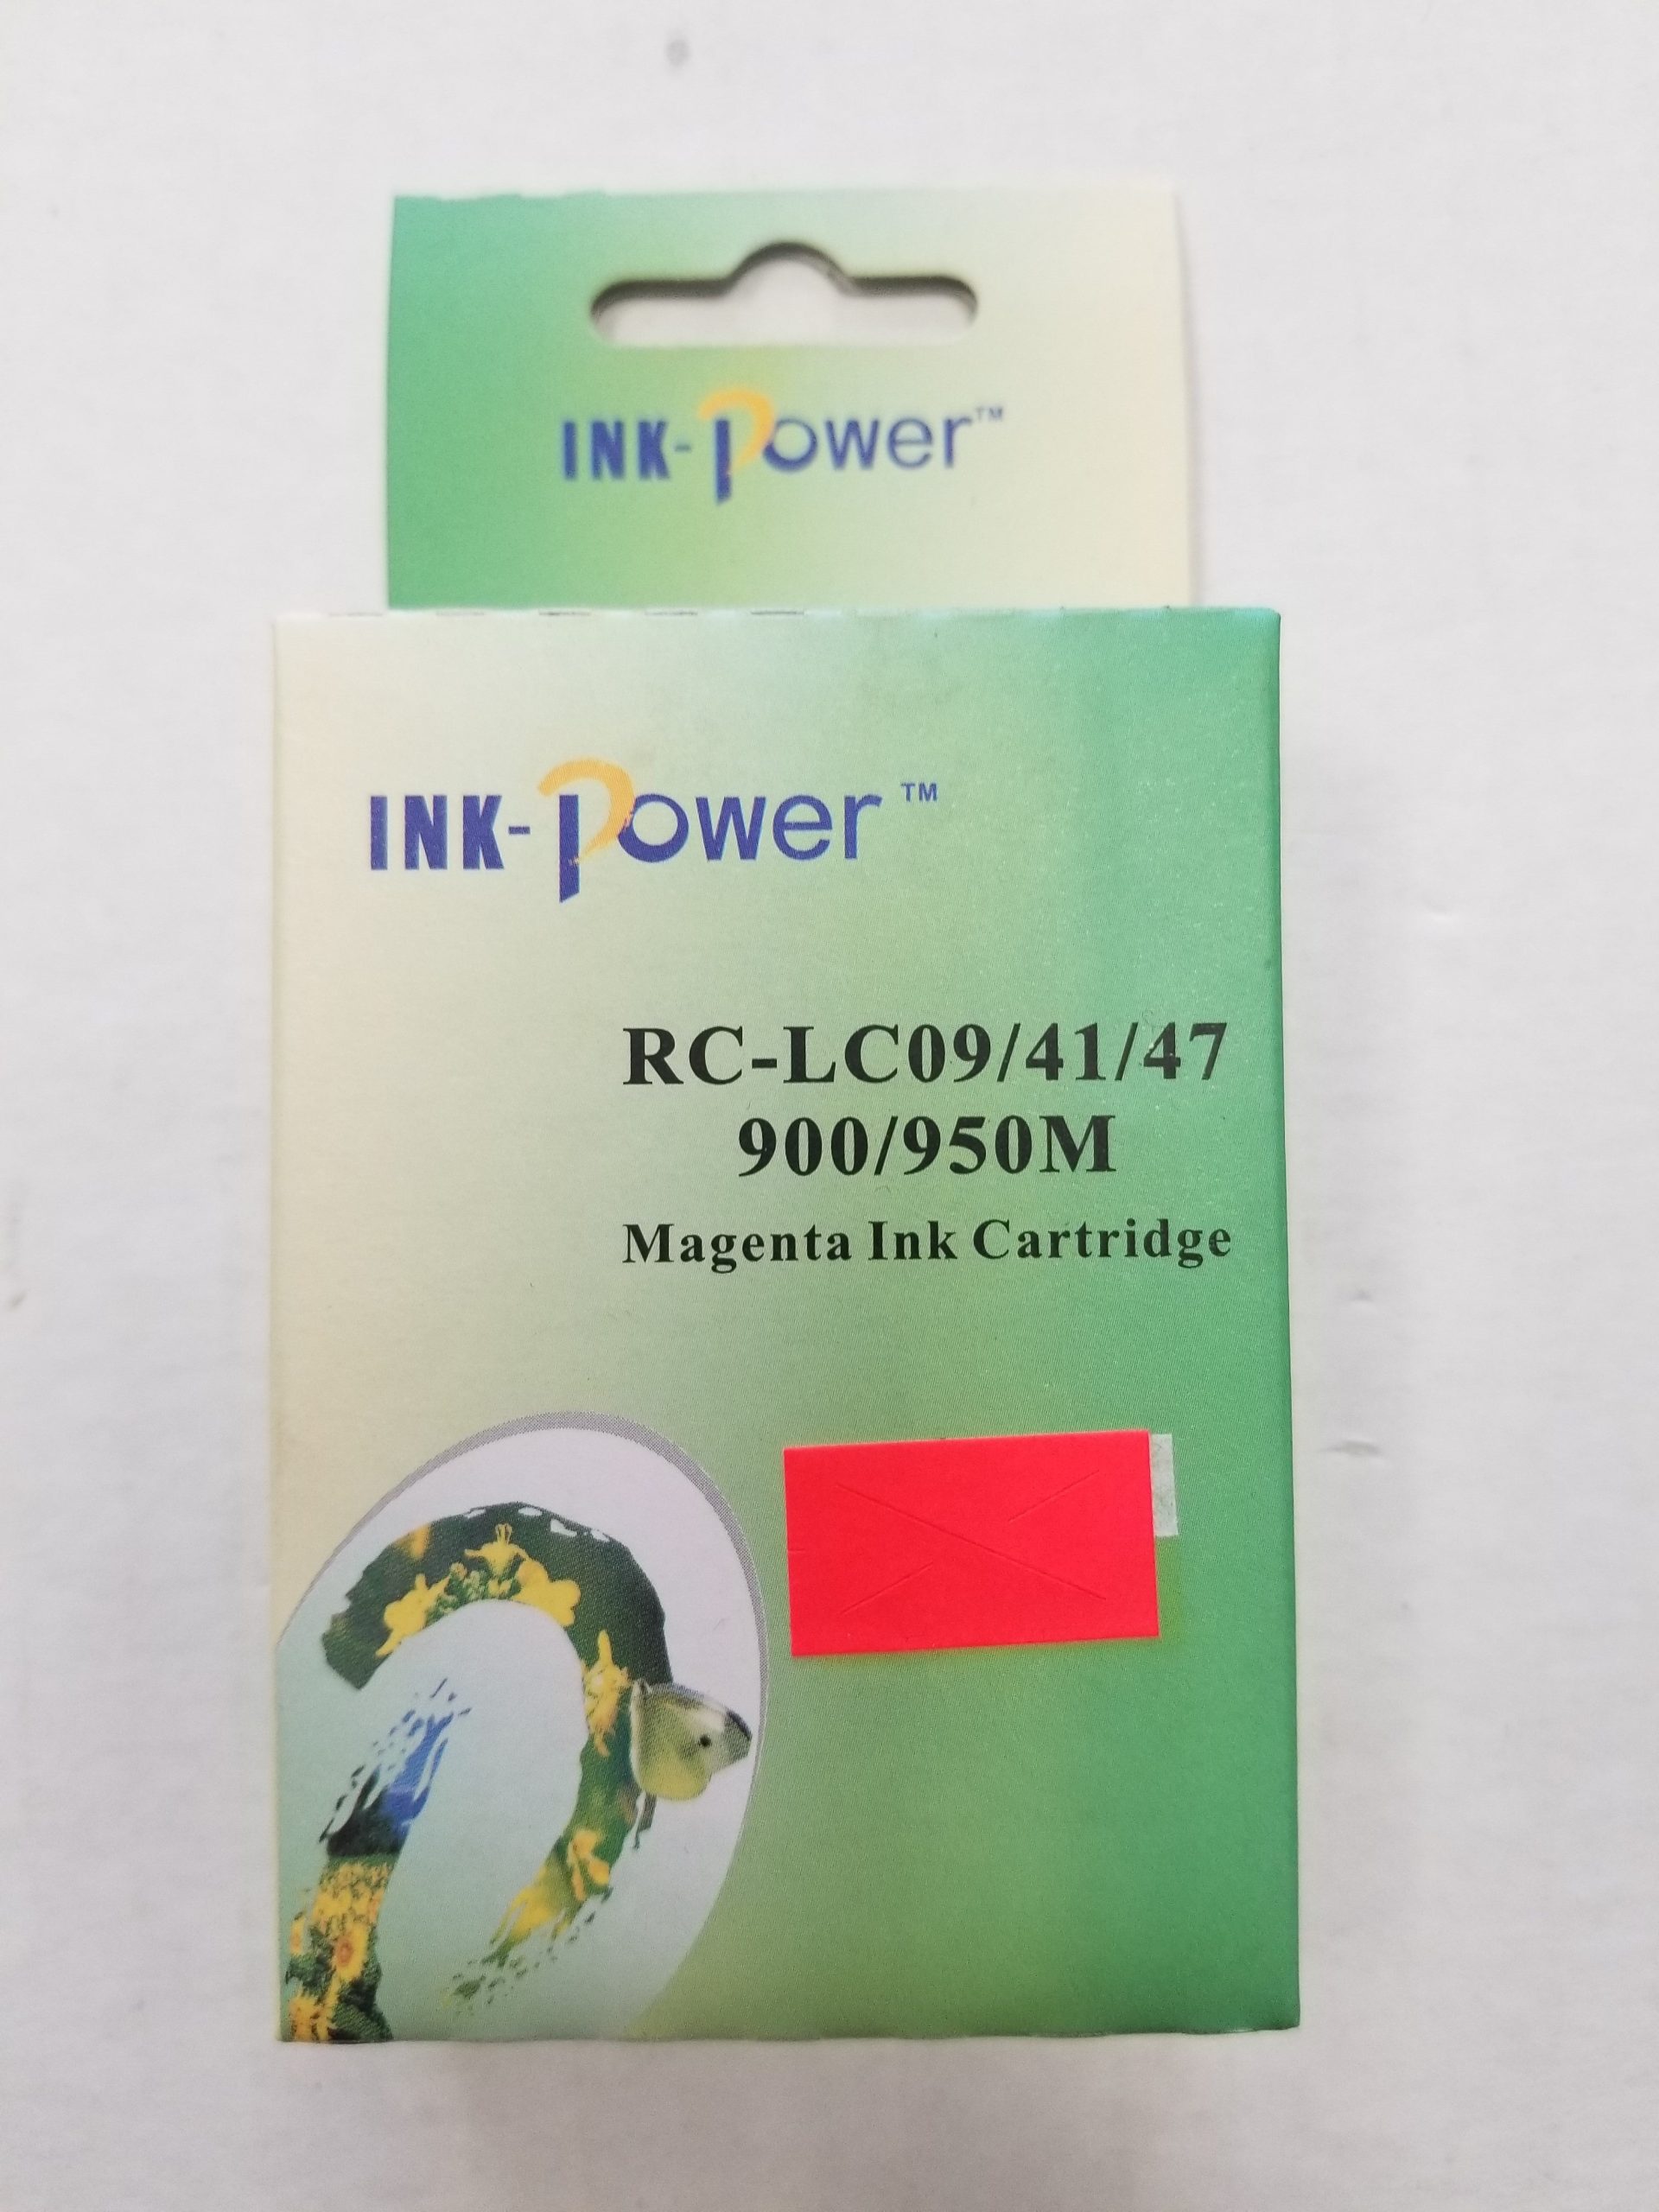 INK-Power™
INK-Power™
RC-LC09/41/47
900/950M
Magenta Ink Cartridge